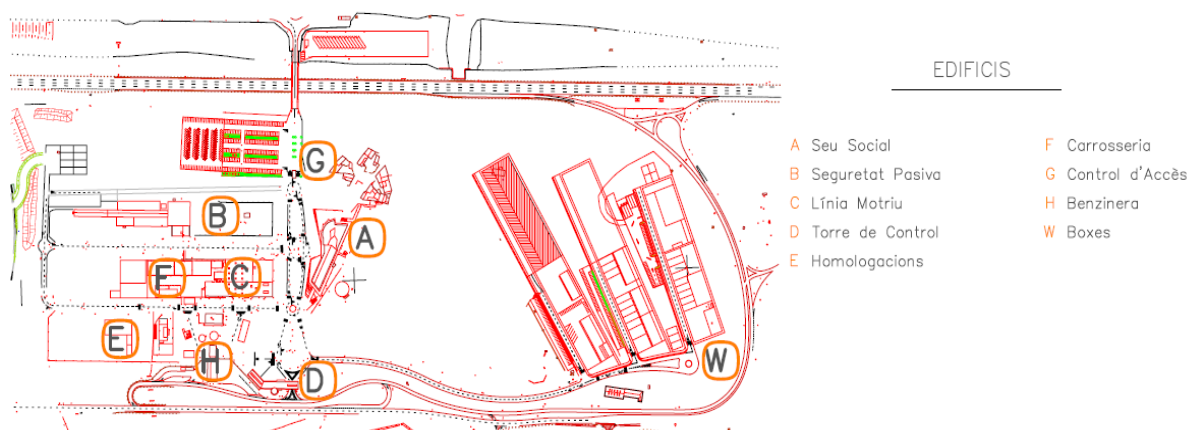 EDIFICIS
A Seu Social
B Seguretat Pasiva
C Línia Motriu
D Torre de Control
E Homologacions
F Carrosseria
G Control d'Accès
H Benzinera
W Boxes
G
B
A
F
C
E
H
D
W